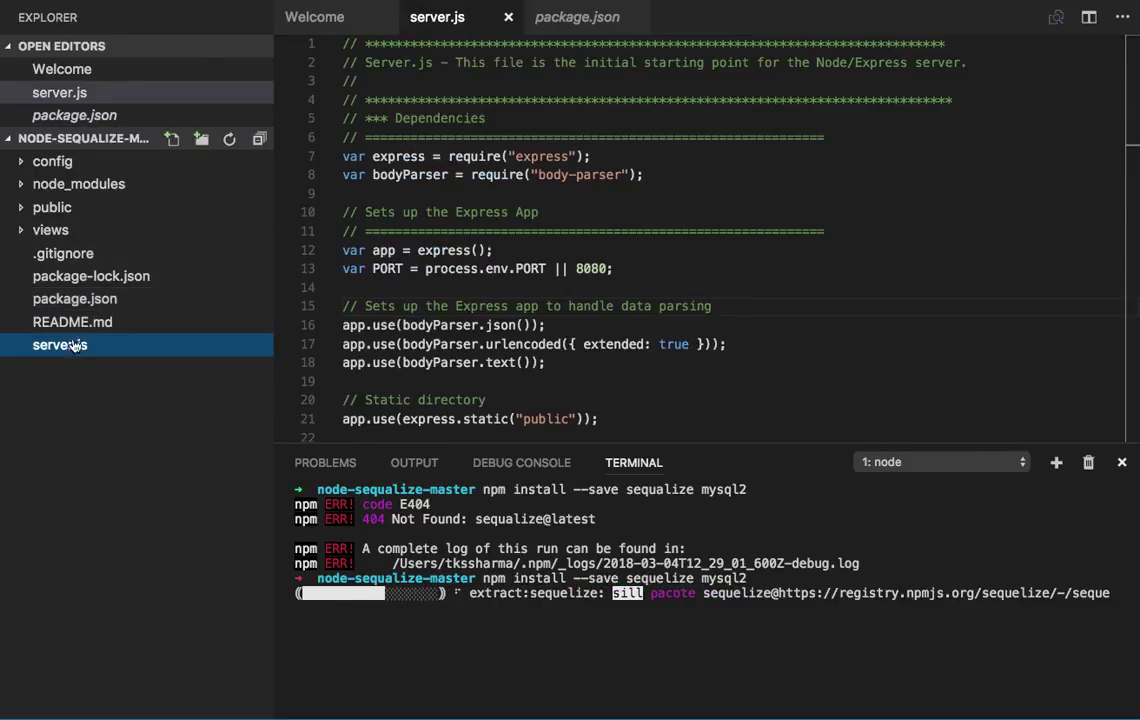 EXPLORER
OPEN EDITORS
Welcome
server.js
package.json
NODE-SEQUALIZE-M...
config
node_modules
public
views
.gitignore
package-lock.json
package.json
README.md
server.js
Welcome server.js package.json
1 // *****************************************************************************
2 // Server.js - This file is the initial starting point for the Node/Express server.
3 //
4 // ******************************************************************************
5 // *** Dependencies
6 // =============================================================
7 var express = require("express");
8 var bodyParser = require("body-parser");
9
10 // Sets up the Express App
11 // =============================================================
12 var app = express();
13 var PORT = process.env.PORT || 8080;
14
15 // Sets up the Express app to handle data parsing
16 app.use(bodyParser.json());
17 app.use(bodyParser.urlencoded({ extended: true }));
18 app.use(bodyParser.text());
19
20 // Static directory
21 app.use(express.static("public"));
22
PROBLEMS OUTPUT DEBUG CONSOLE TERMINAL 1: node
➜ node-sequalize-master npm install --save sequalize mysql2
npm ERR! code E404
npm ERR! 404 Not Found: sequalize@latest
npm ERR! A complete log of this run can be found in:
npm ERR! /Users/tkssharma/.npm/_logs/2018-03-04T12_29_01_600Z-debug.log
➜ node-sequalize-master npm install --save sequelize mysql2
(██████████░░░░░░░) ⠋ extract:sequelize: sill pacote sequelize@https://registry.npmjs.org/sequelize/-/seque